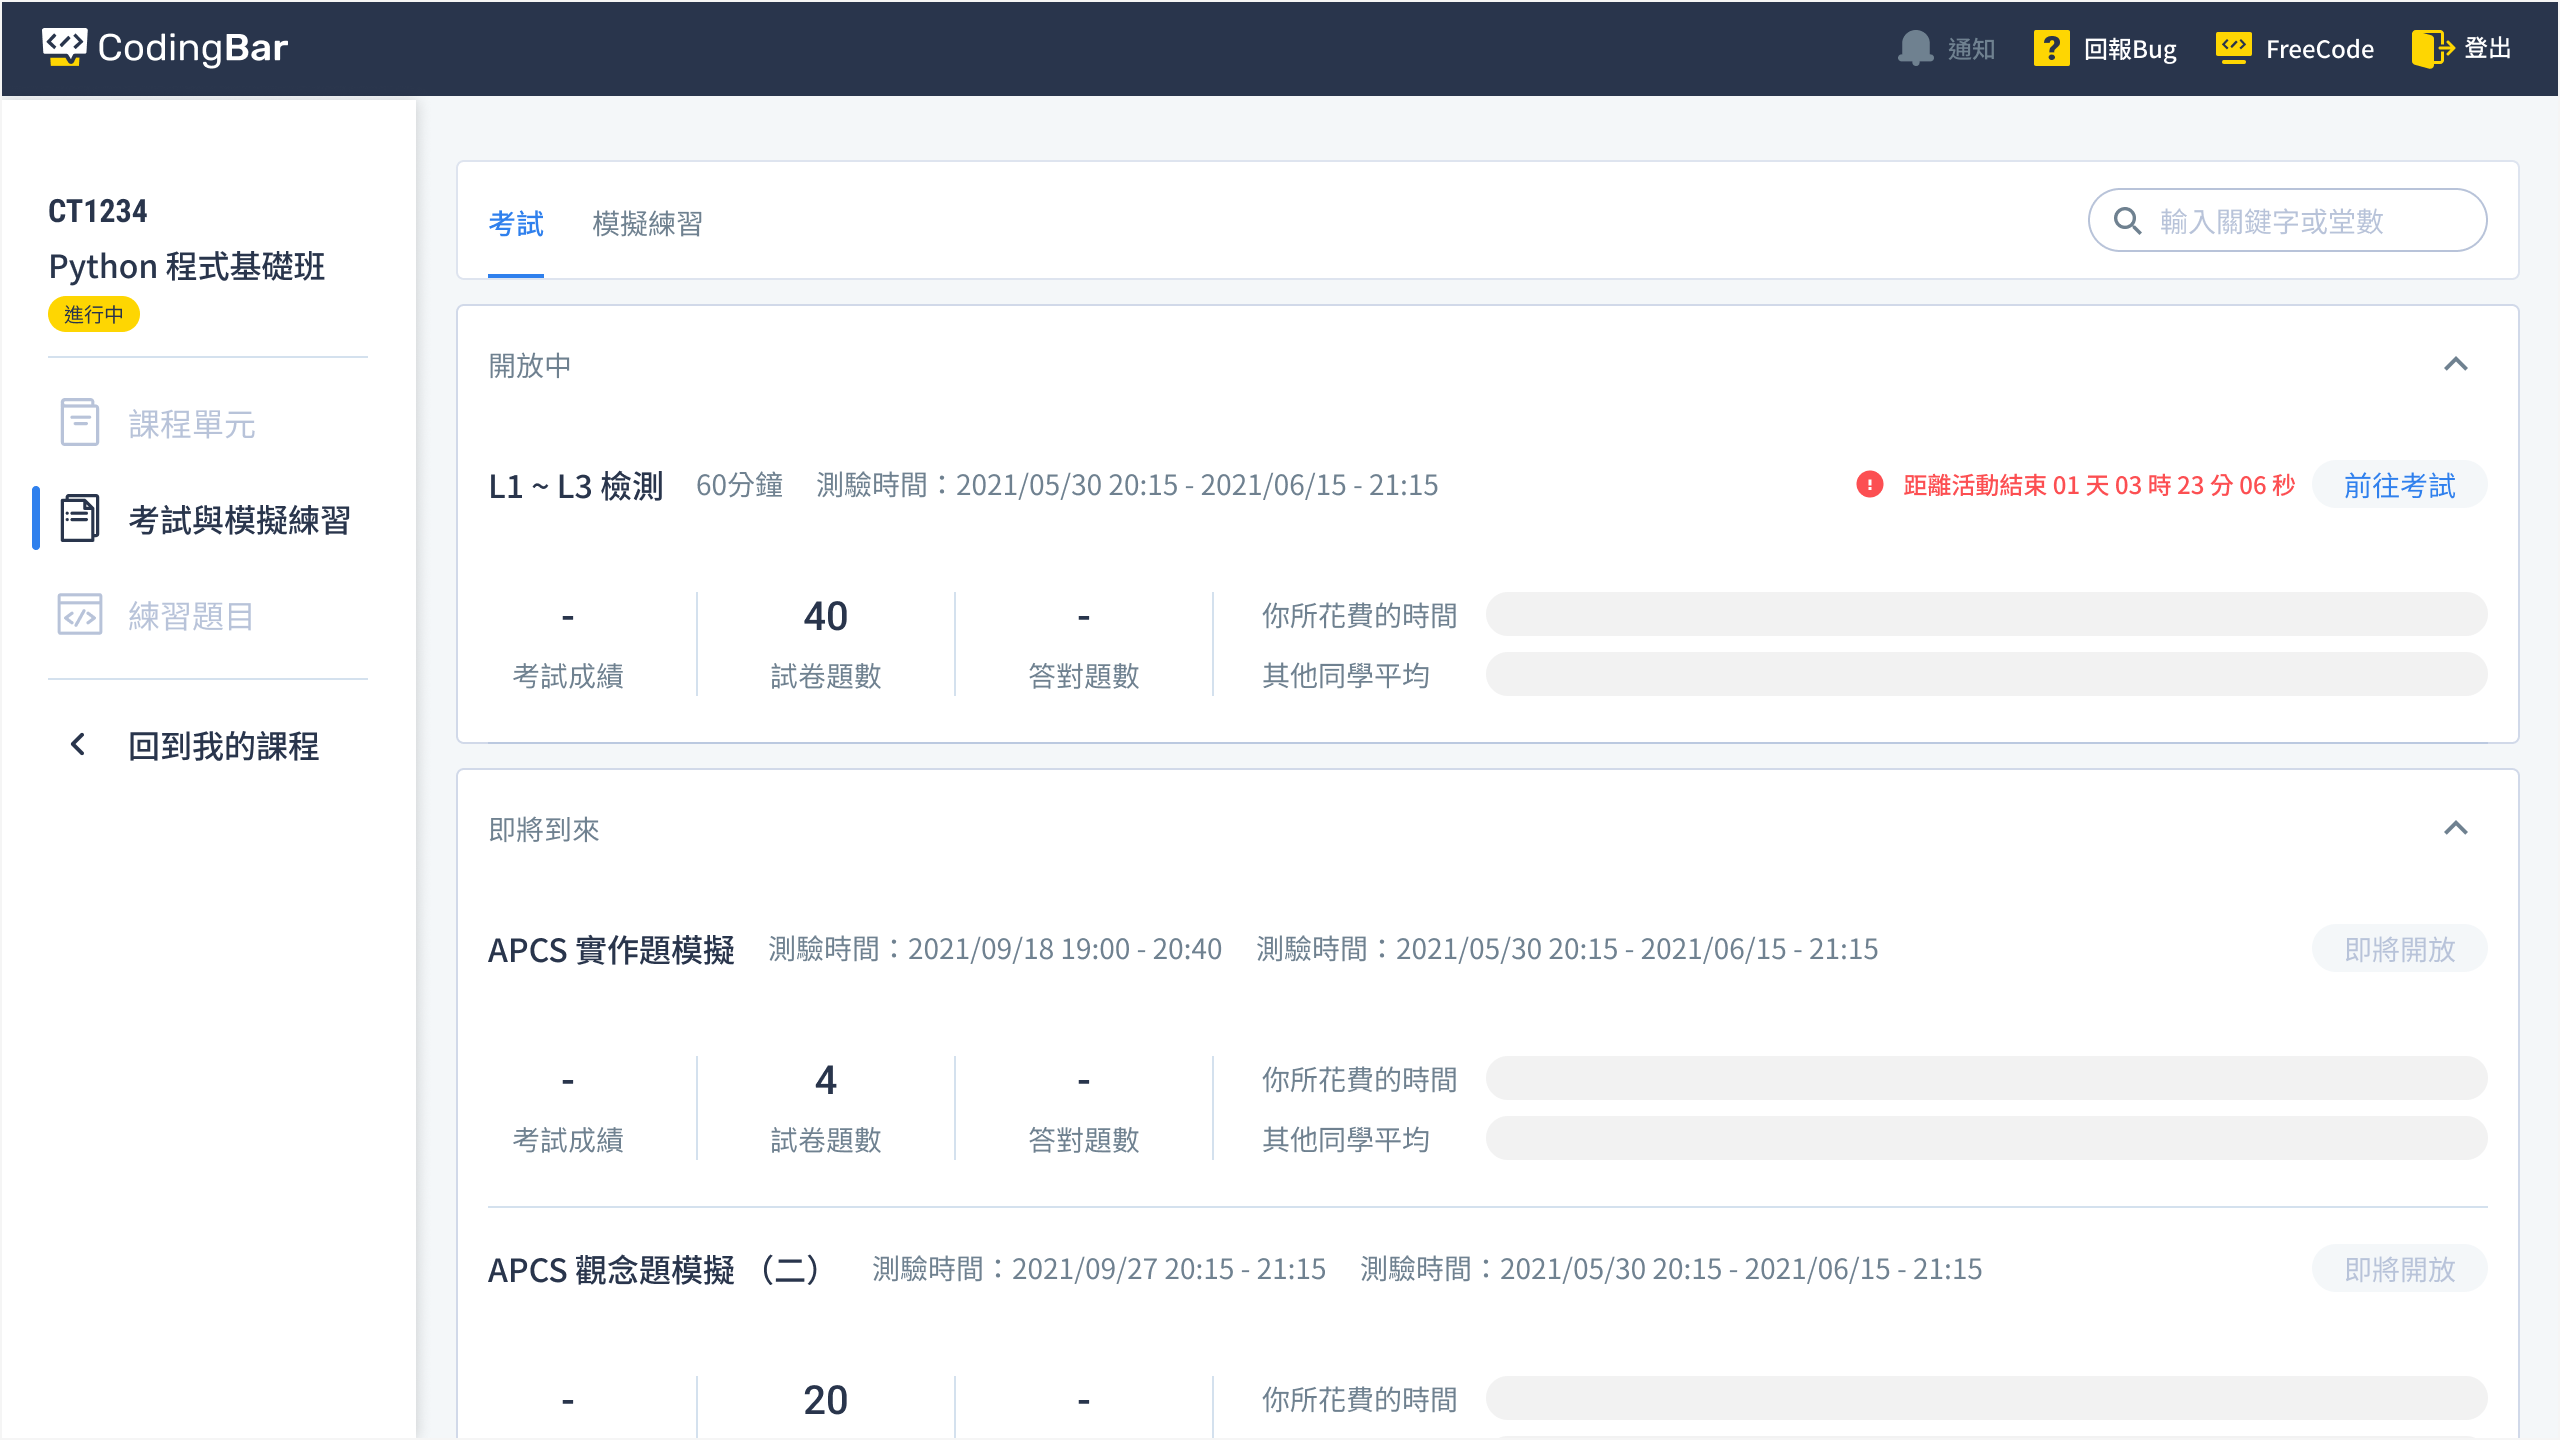 CodingBar
通知
回報Bug
FreeCode
登出
CT1234
Python 程式基礎班
進行中
課程單元
考試與模擬練習
練習題目
回到我的課程
考試
模擬練習
輸入關鍵字或堂數
開放中
L1 ~ L3 檢測 60分鐘 測驗時間：2021/05/30 20:15 - 2021/06/15 - 21:15
距離活動結束 01 天 03 時 23 分 06 秒
前往考試
- 40 - 你所花費的時間
考試成績 試卷題數 答對題數 其他同學平均
即將到來
APCS 實作題模擬 測驗時間：2021/09/18 19:00 - 20:40 測驗時間：2021/05/30 20:15 - 2021/06/15 - 21:15
即將開放
- 4 - 你所花費的時間
考試成績 試卷題數 答對題數 其他同學平均
APCS 觀念題模擬 （二） 測驗時間：2021/09/27 20:15 - 21:15 測驗時間：2021/05/30 20:15 - 2021/06/15 - 21:15
即將開放
- 20 - 你所花費的時間